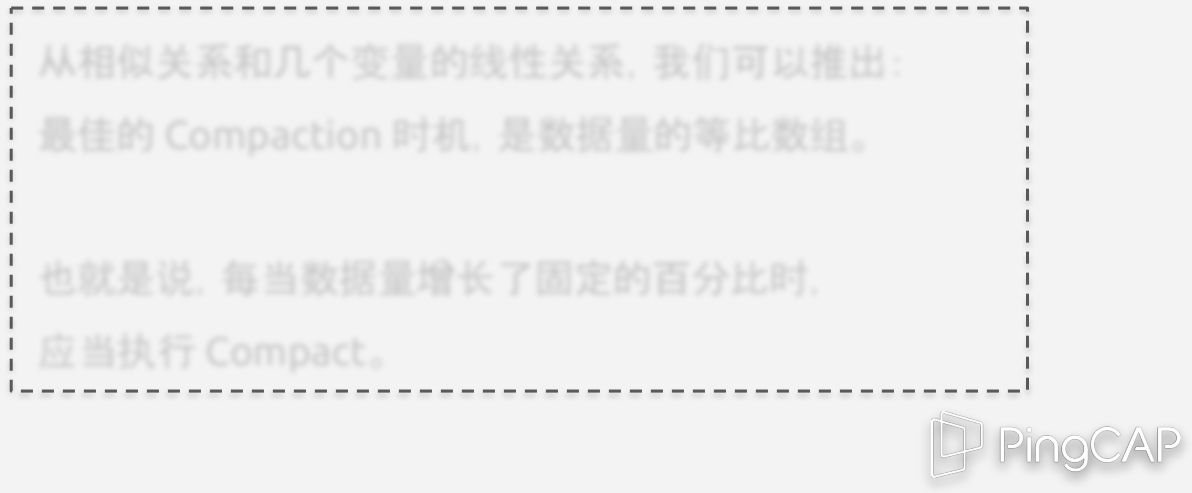 从相似关系和几个变量的线性关系，我们可以推出：
最佳的 Compaction 时机，是数据量的等比数组。
也就是说，每当数据量增长了固定的百分比时，
应当执行 Compact。
PingCAP